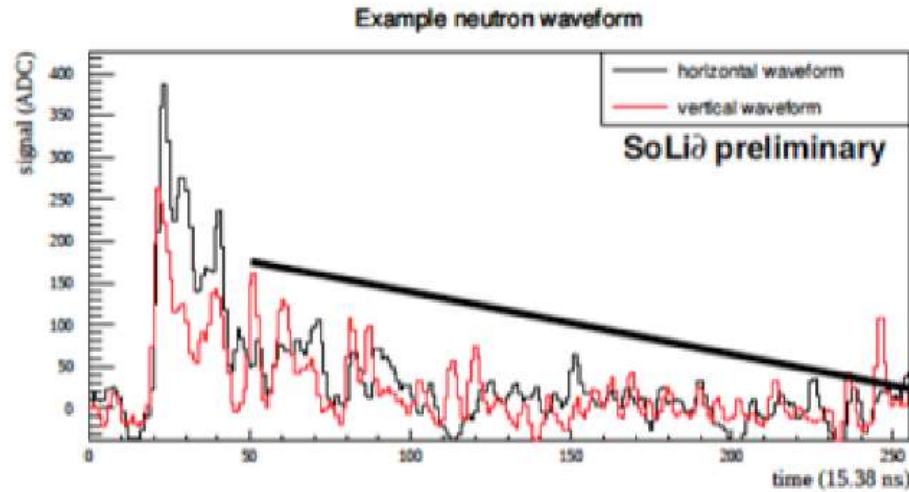 Example neutron waveform
signal (ADC)
400
350
300
250
200
150
100
50
0
horizontal waveform
vertical waveform
SoLi∂ preliminary
0 50 100 150 200 250
time (15.38 ns)